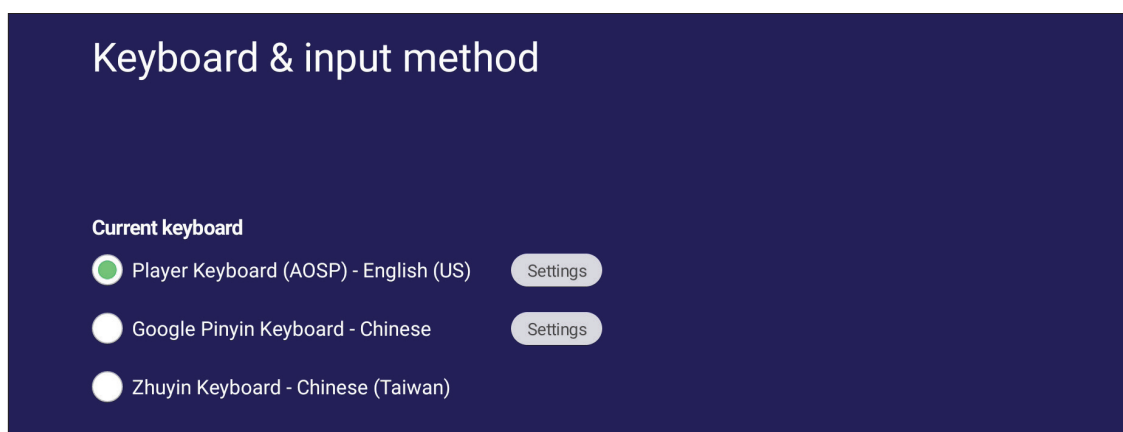 Keyboard & input method
Current keyboard
Player Keyboard (AOSP) - English (US) Settings
Google Pinyin Keyboard - Chinese Settings
Zhuyin Keyboard - Chinese (Taiwan)